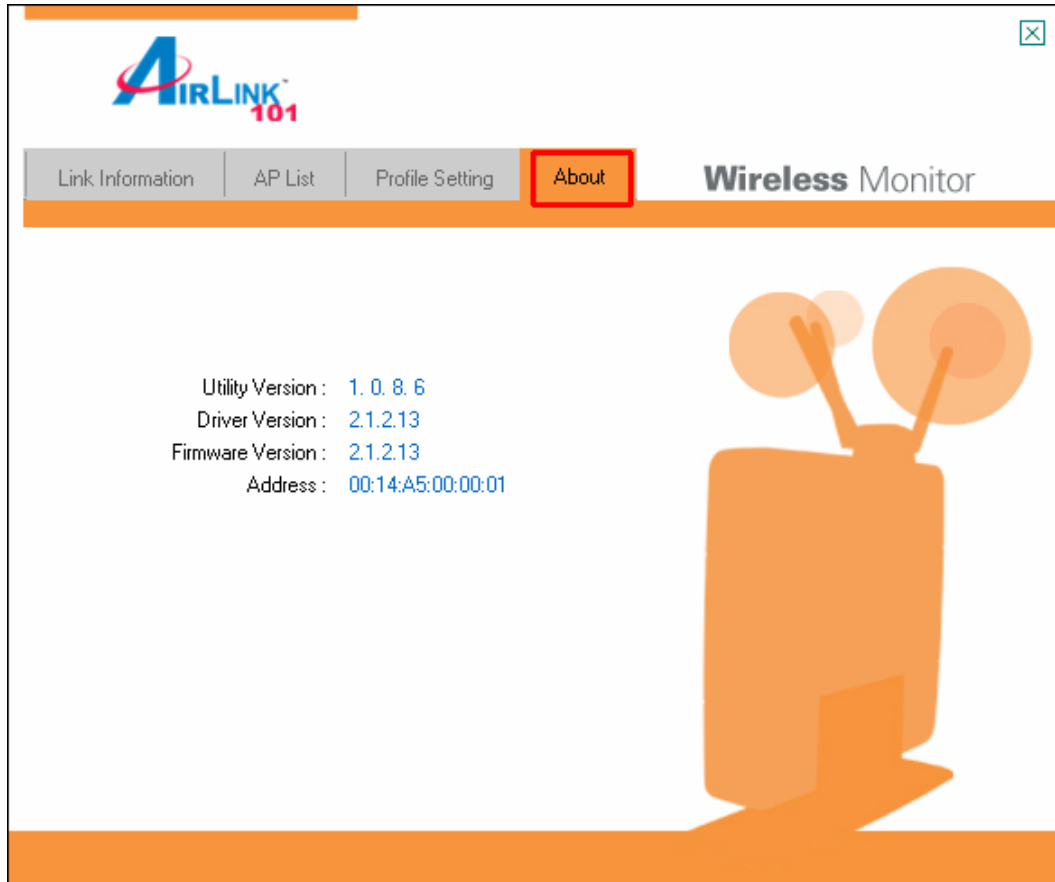 AIRLINK™
101
Link Information AP List Profile Setting About Wireless Monitor
Utility Version : 1. 0. 8. 6
Driver Version : 2.1.2.13
Firmware Version : 2.1.2.13
Address : 00:14:A5:00:00:01